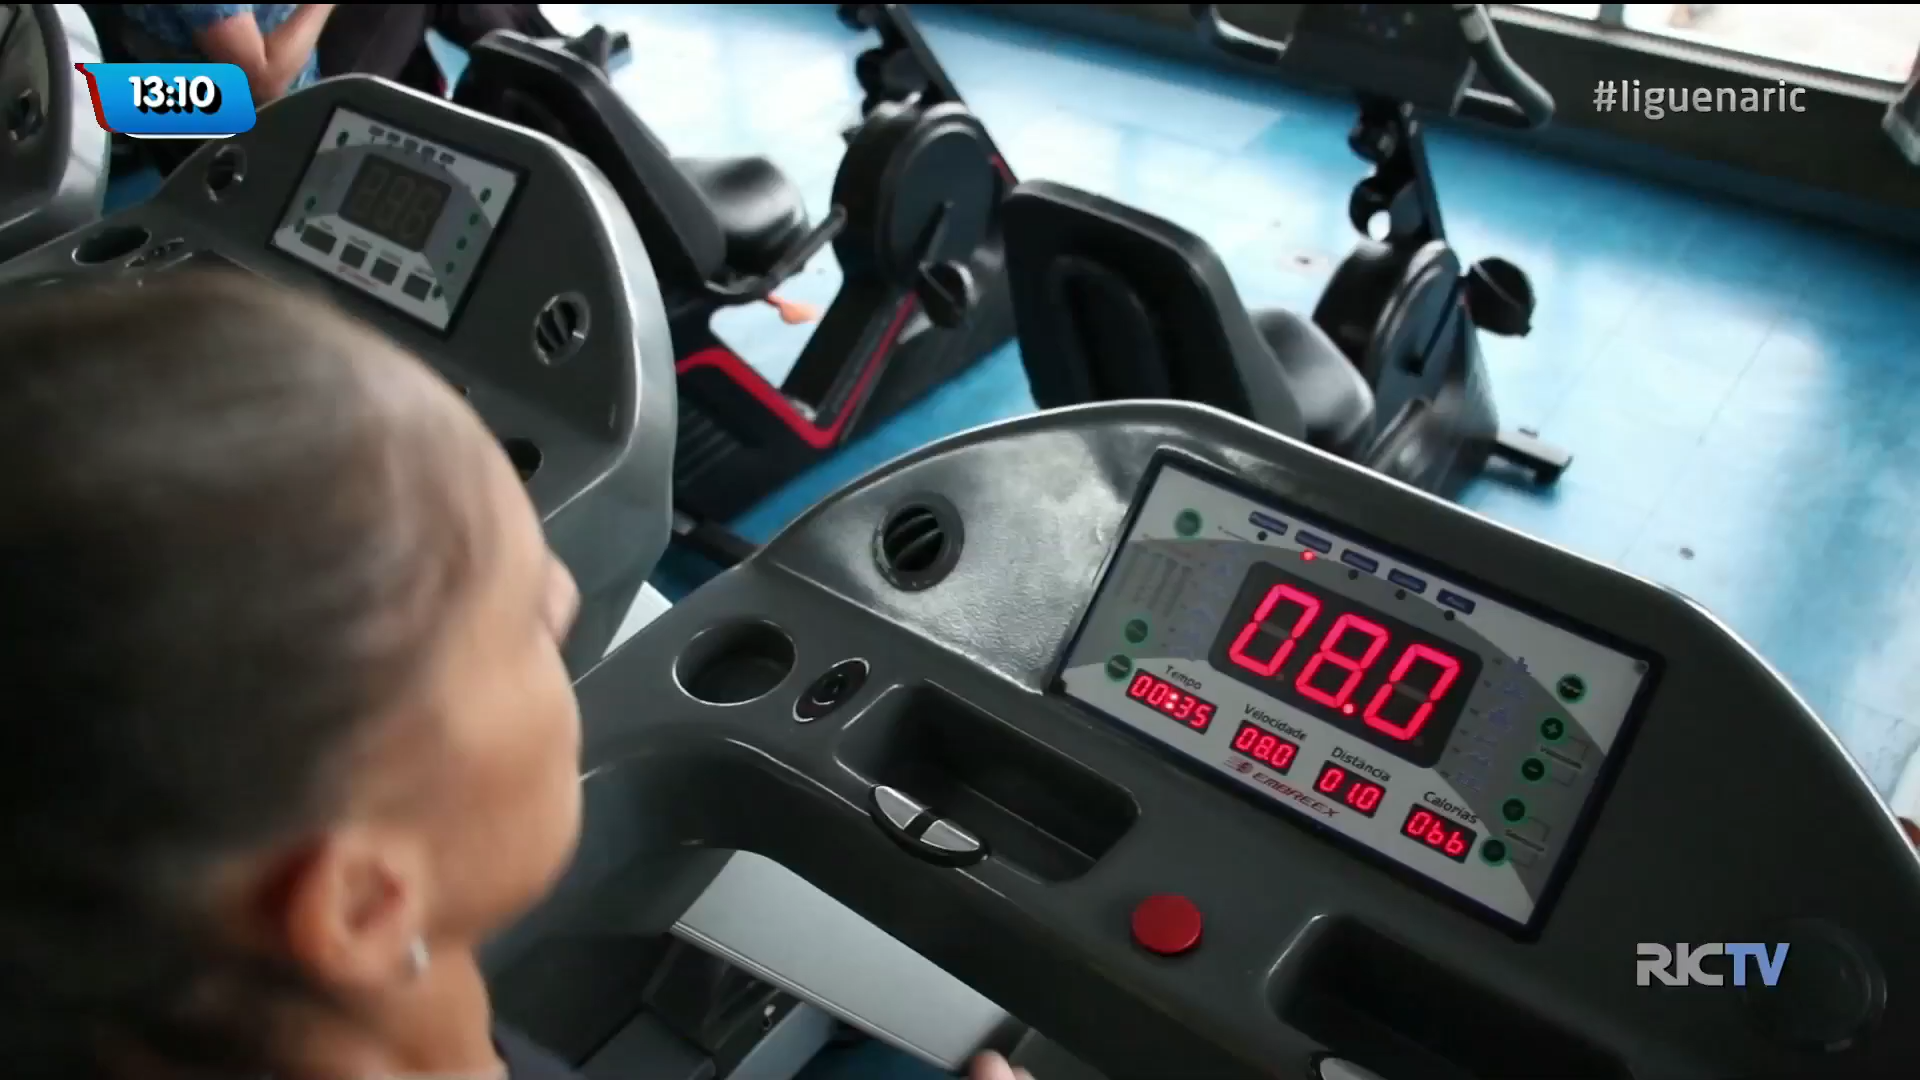 13:10
#liguenaric
08.0
Tempo
00:35
Velocidade
08.0
Distância
01.0
Calorias
066
EMBREEX
RICTV